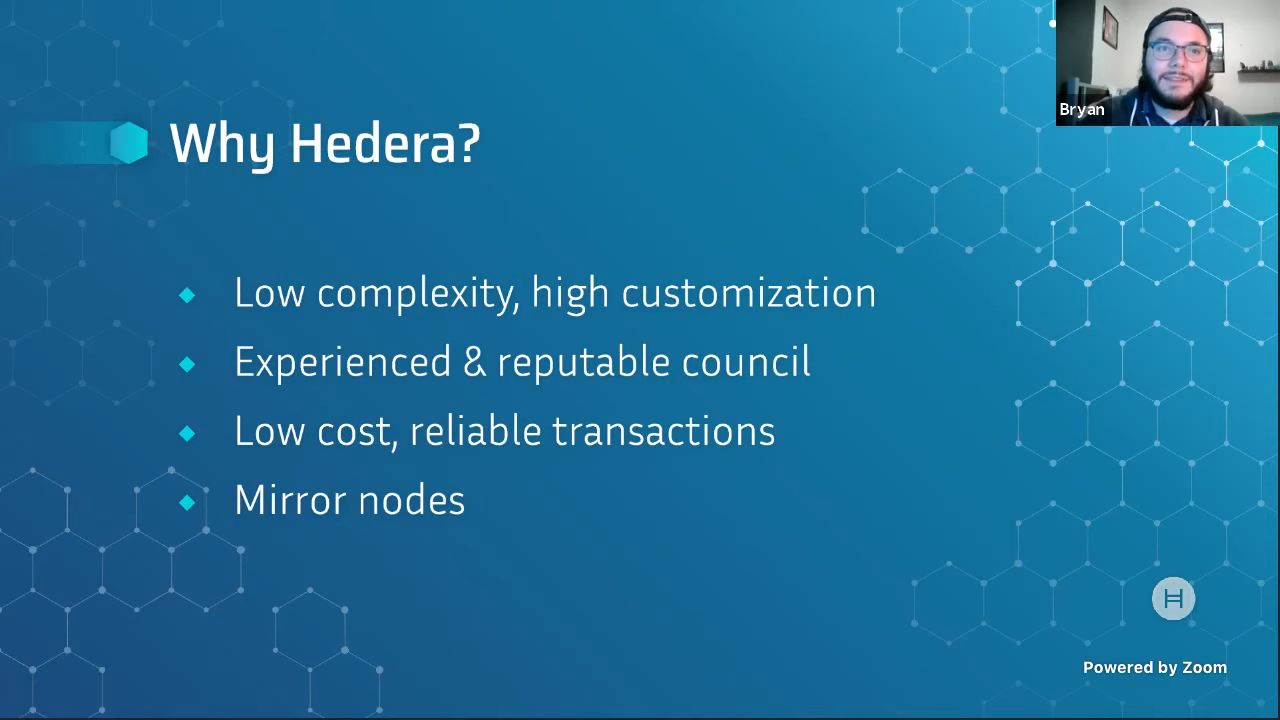 Bryan
Why Hedera?
Low complexity, high customization
Experienced & reputable council
Low cost, reliable transactions
Mirror nodes
Powered by Zoom